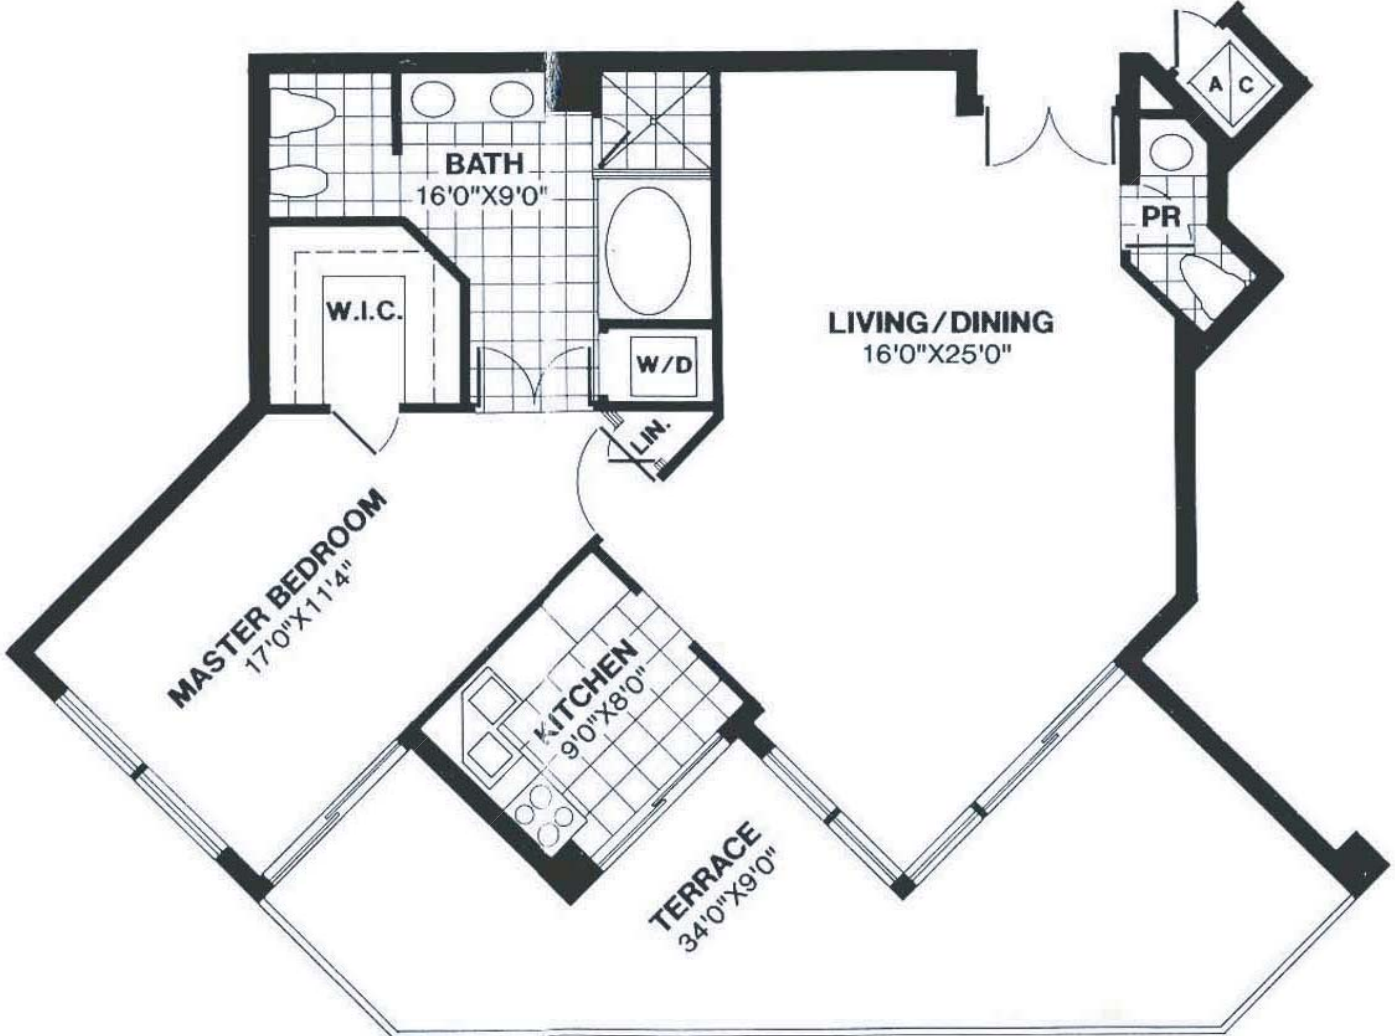 A C
BATH
16'0"X9'0"
PR
W.I.C.
LIVING/DINING
16'0"X25'0"
W/D
LIN.
MASTER BEDROOM
17'0"X11'4"
KITCHEN
9'0"X8'0"
TERRACE
34'0"X9'0"